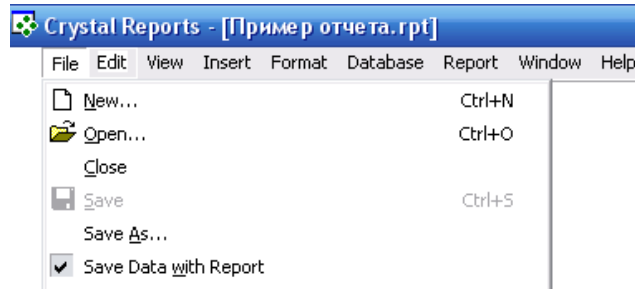 Crystal Reports - [Пример отчета.rpt]
File Edit View Insert Format Database Report Window Help
New... Ctrl+N
Open... Ctrl+O
Close
Save Ctrl+S
Save As...
Save Data with Report